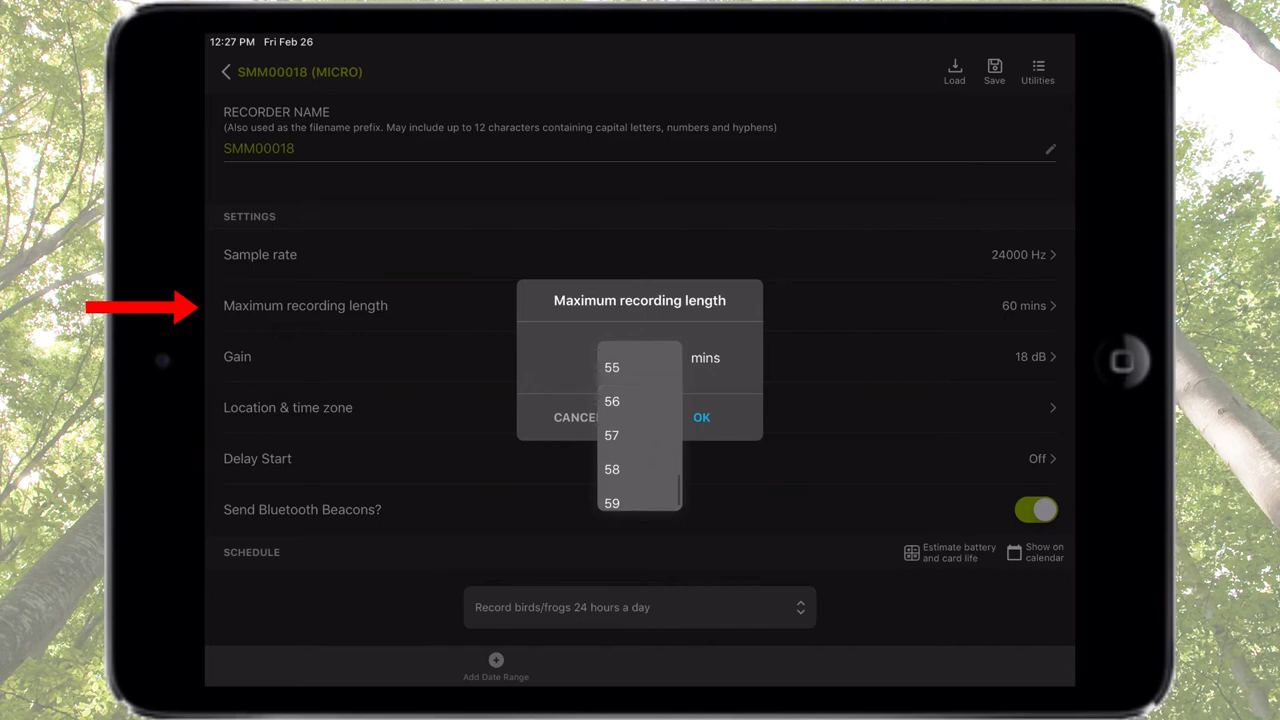 12:27 PM Fri Feb 26
SMM00018 (MICRO)
Load
Save
Utilities
RECORDER NAME
(Also used as the filename prefix. May include up to 12 characters containing capital letters, numbers and hyphens)
SMM00018
SETTINGS
Sample rate
24000 Hz
Maximum recording length
60 mins
Gain
18 dB
Location & time zone
Delay Start
Off
Send Bluetooth Beacons?
Maximum recording length
55
mins
56
57
58
59
CANCE
OK
SCHEDULE
Estimate battery
and card life
Show on
calendar
Record birds/frogs 24 hours a day
Add Date Range